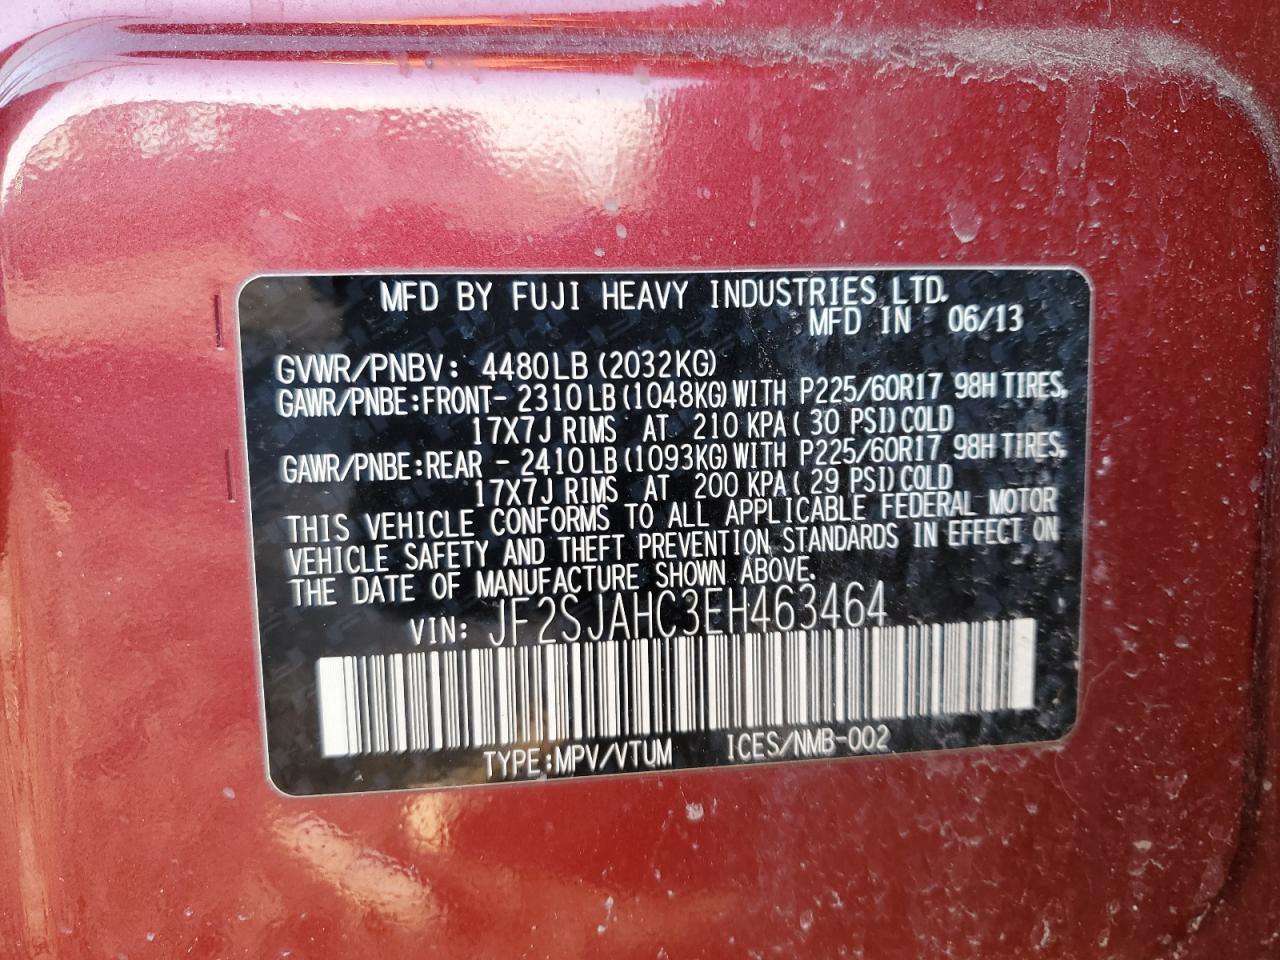 MFD BY FUJI HEAVY INDUSTRIES LTD.
MFD IN 06/13
GVWR/PNBV: 4480LB (2032KG)
GAWR/PNBE:FRONT- 2310LB (1048KG) WITH P225/60R17 98H TIRES,
17X7J RIMS AT 210 KPA( 30 PSI)COLD
GAWR/PNBE:REAR - 2410LB (1093KG) WITH P225/60R17 98H TIRES,
17X7J RIMS AT 200 KPA( 29 PSI)COLD
THIS VEHICLE CONFORMS TO ALL APPLICABLE FEDERAL MOTOR
VEHICLE SAFETY AND THEFT PREVENTION STANDARDS IN EFFECT ON
THE DATE OF MANUFACTURE SHOWN ABOVE.
VIN: JF2SJAHC3EH463464
TYPE:MPV/VTUM ICES/NMB-002